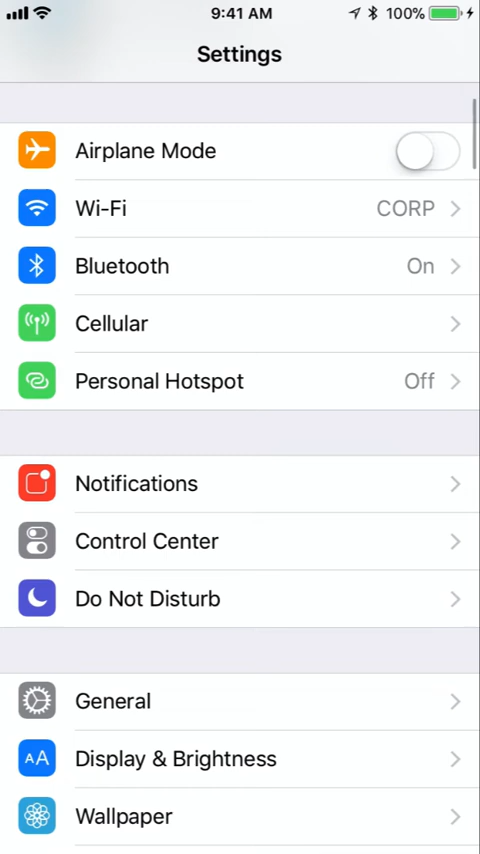 9:41 AM 100%
Settings
Airplane Mode
Wi-Fi CORP
Bluetooth On
Cellular
Personal Hotspot Off
Notifications
Control Center
Do Not Disturb
General
AA Display & Brightness
Wallpaper